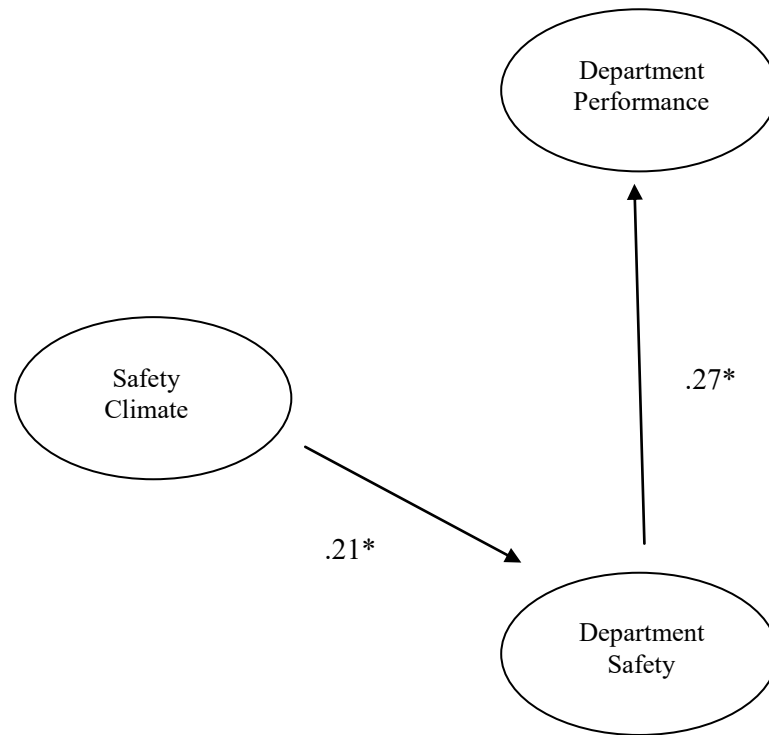 Department
Performance
Safety
Climate
.27*
.21*
Department
Safety